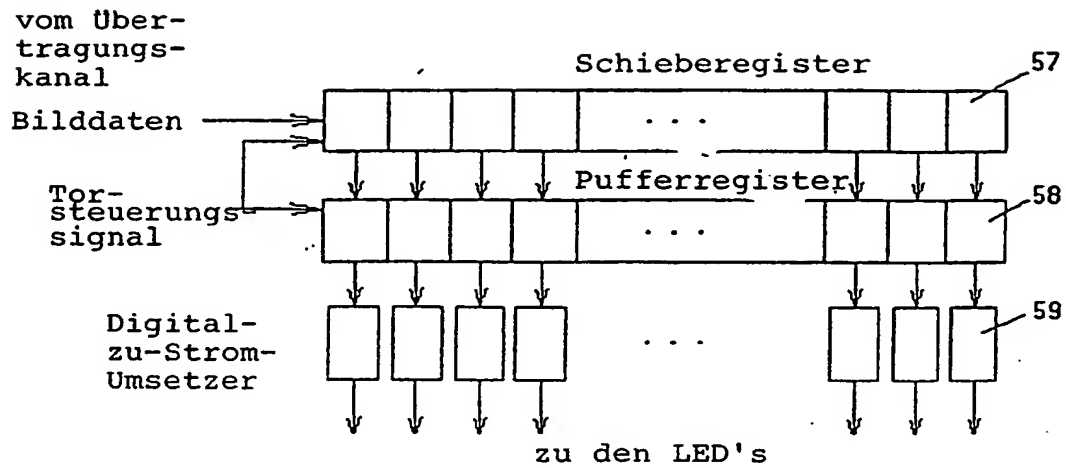 vom Über-
tragungs-
kanal
Schieberegister
57
Bilddaten
. . .
Pufferregister
58
Tor-
steuerungs-
signal
. . .
59
Digital-
zu-Strom-
Umsetzer
. . .
zu den LED's